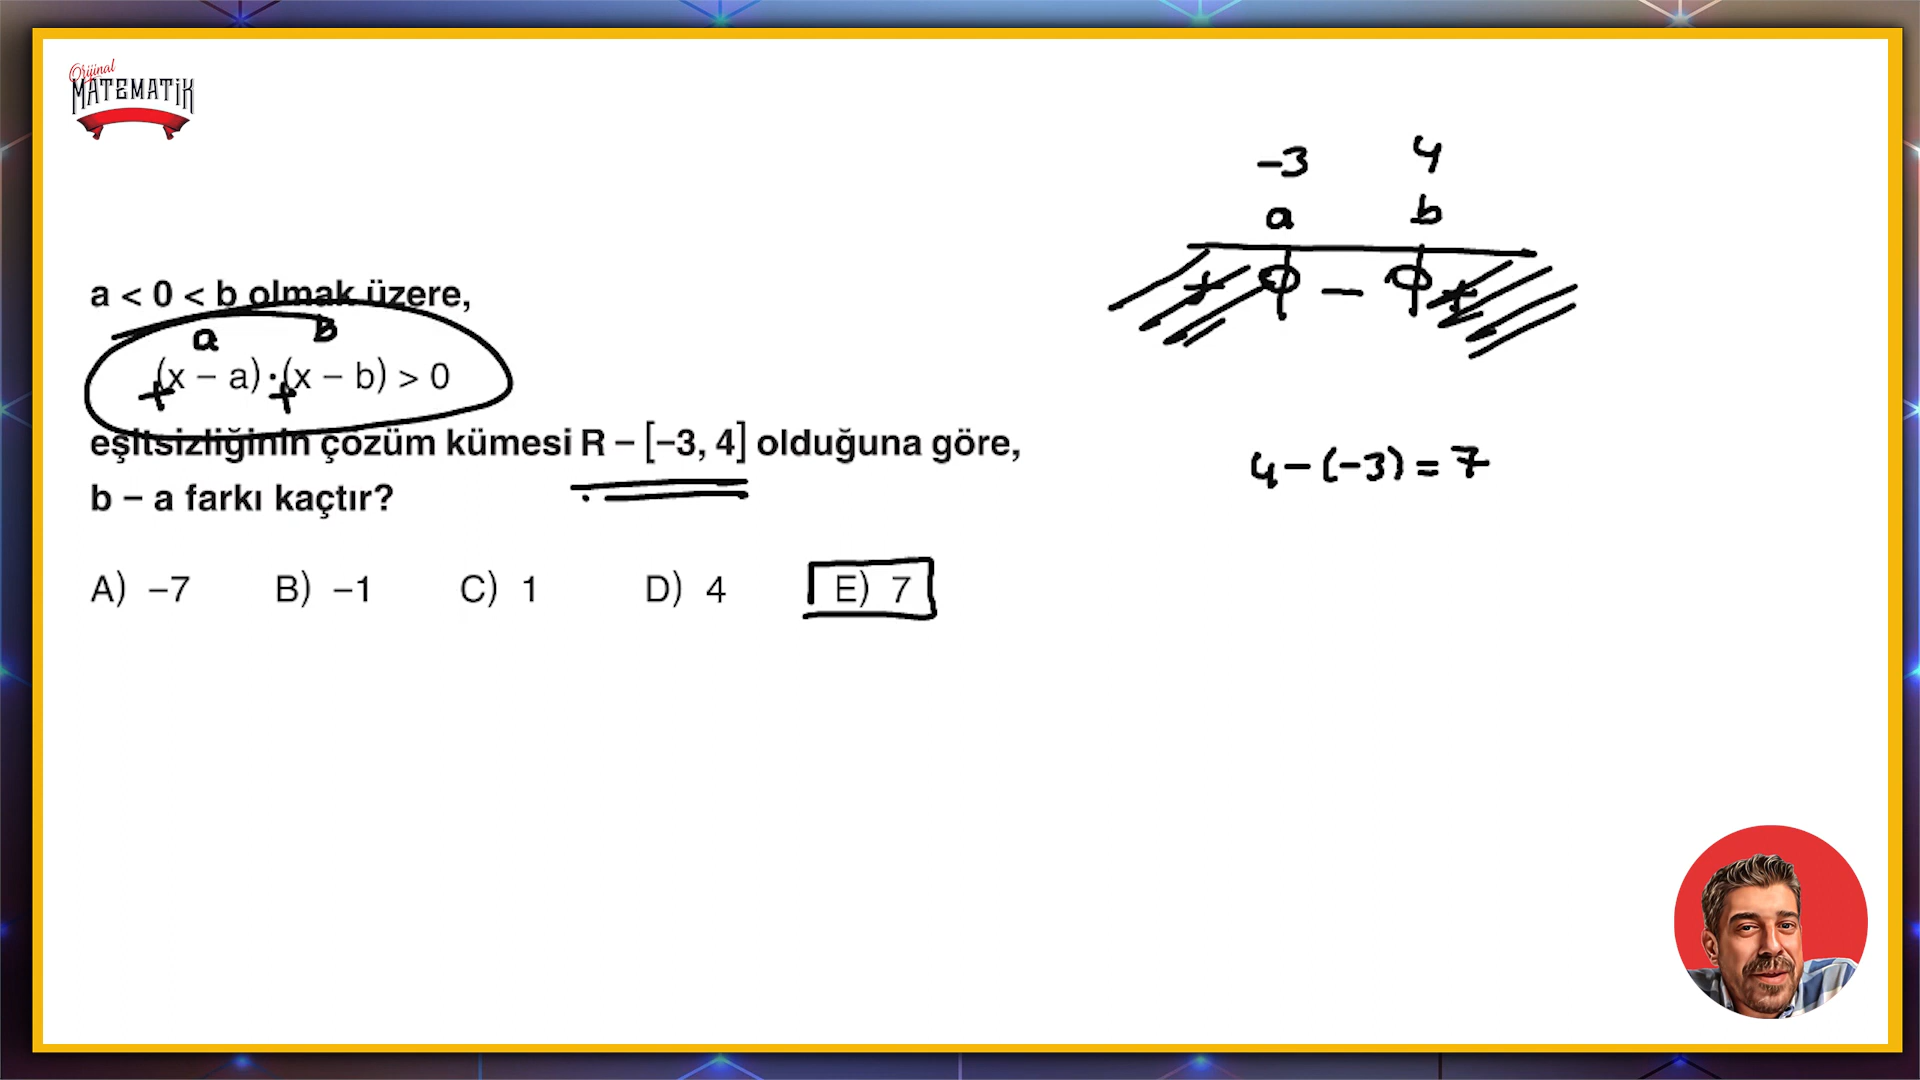 Orijinal
MATEMATİK
a < 0 < b olmak üzere,
a b
(x − a)·(x − b) > 0
+ +
eşitsizliğinin çözüm kümesi R − [−3, 4] olduğuna göre,
b − a farkı kaçtır?
A) −7 B) −1 C) 1 D) 4 E) 7
-3 4
a b
+ − +
4-(-3)=7